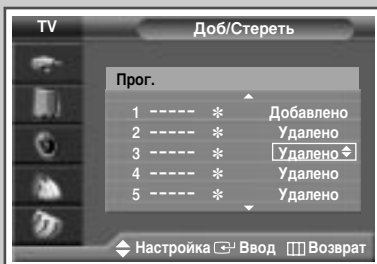 TV Доб/Стереть
Прог.
1 ----- ✻ Добавлено
2 ----- ✻ Удалено
3 ----- ✻ Удалено
4 ----- ✻ Удалено
5 ----- ✻ Удалено
Настройка Ввод Возврат